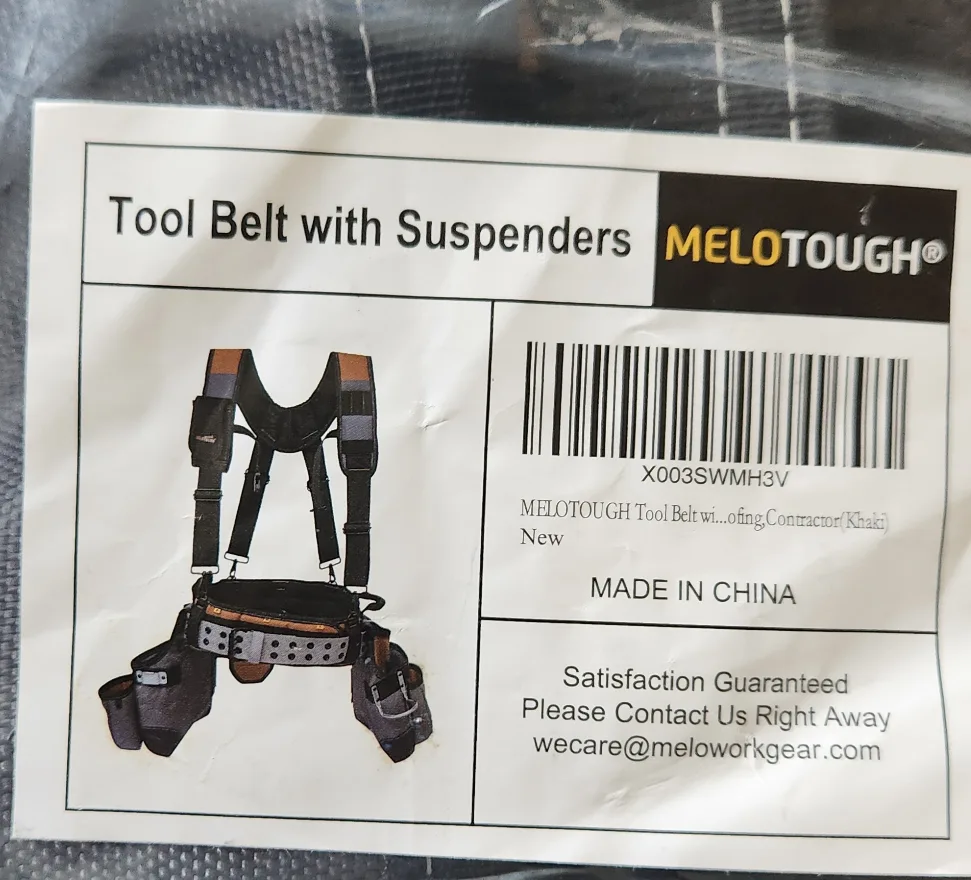 Tool Belt with Suspenders
MELOTOUGH®
X003SWMH3V
MELOTOUGH Tool Belt wi...ofing,Contractor(Khaki)
New
MADE IN CHINA
Satisfaction Guaranteed
Please Contact Us Right Away
wecare@meloworkgear.com